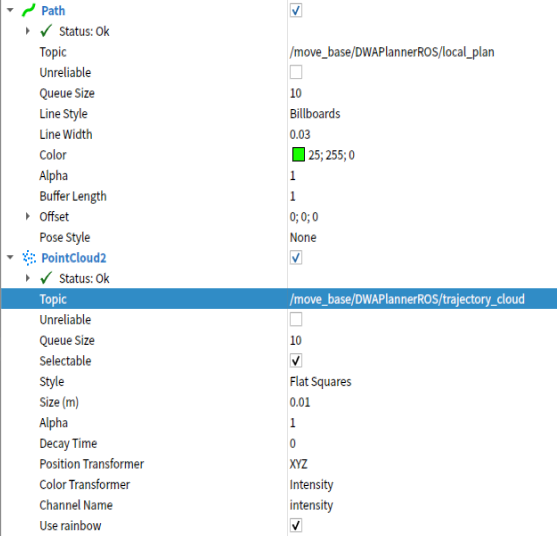 Path
Status: Ok
Topic /move_base/DWAPlannerROS/local_plan
Unreliable
Queue Size 10
Line Style Billboards
Line Width 0.03
Color 25; 255; 0
Alpha 1
Buffer Length 1
Offset 0; 0; 0
Pose Style None
PointCloud2
Status: Ok
Topic /move_base/DWAPlannerROS/trajectory_cloud
Unreliable
Queue Size 10
Selectable
Style Flat Squares
Size (m) 0.01
Alpha 1
Decay Time 0
Position Transformer XYZ
Color Transformer Intensity
Channel Name intensity
Use rainbow